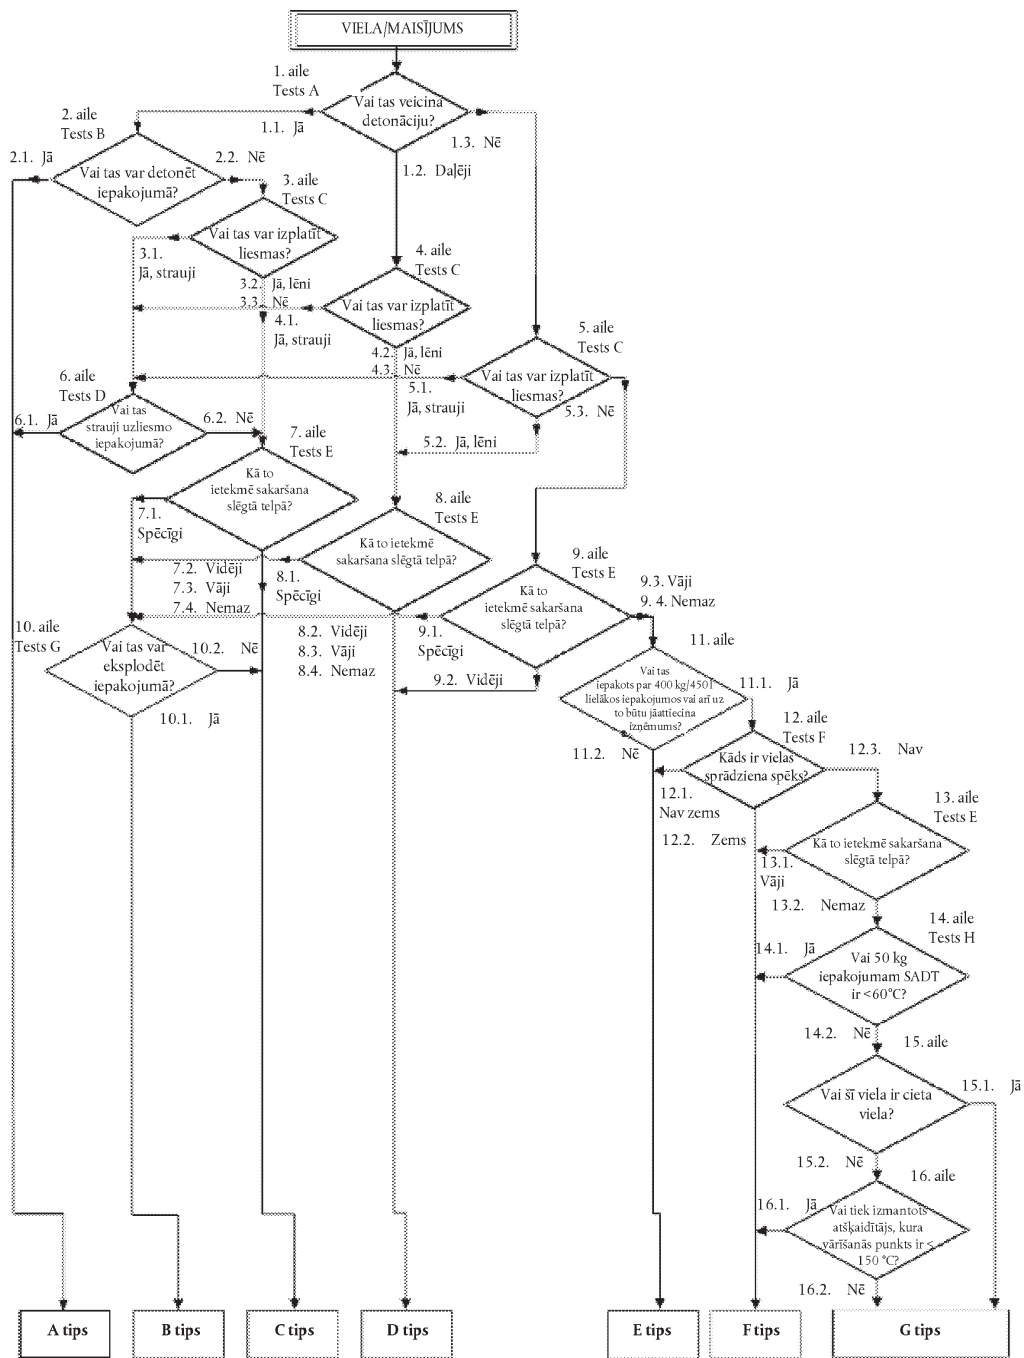 VIELA/MAISĪJUMS
1. aile
Tests A
Vai tas veicina
detonāciju?
1.1. Jā
1.2. Daļēji
1.3. Nē
2. aile
Tests B
2.1. Jā
2.2. Nē
Vai tas var detonēt
iepakojumā?
3. aile
Tests C
Vai tas var izplatīt
liesmas?
3.1.
Jā, strauji
3.2. Jā, lēni
3.3. Nē
4. aile
Tests C
Vai tas var izplatīt
liesmas?
4.1.
Jā, strauji
4.2. Jā, lēni
4.3. Nē
5. aile
Tests C
Vai tas var izplatīt
liesmas?
5.1.
Jā, strauji
5.2. Jā, lēni
5.3. Nē
6. aile
Tests D
Vai tas
strauji uzliesmo
iepakojumā?
6.1. Jā
6.2. Nē
7. aile
Tests E
Kā to
ietekmē sakaršana
slēgtā telpā?
7.1.
Spēcīgi
7.2. Vidēji
7.3. Vāji
7.4. Nemaz
8. aile
Tests E
Kā to ietekmē
sakaršana slēgtā telpā?
8.1.
Spēcīgi
8.2. Vidēji
8.3. Vāji
8.4. Nemaz
9. aile
Tests E
Kā to
ietekmē sakaršana
slēgtā telpā?
9.1.
Spēcīgi
9.2. Vidēji
9.3. Vāji
9. 4. Nemaz
10. aile
Tests G
Vai tas var
eksplodēt
iepakojumā?
10.1. Jā
10.2. Nē
11. aile
Vai tas
iepakots par 400 kg/450 l
lielākos iepakojumos vai arī uz
to būtu jāattiecina
izņēmums?
11.1. Jā
11.2. Nē
12. aile
Tests F
Kāds ir vielas
sprādziena spēks?
12.1.
Nav zems
12.2. Zems
12.3. Nav
13. aile
Tests E
Kā to ietekmē sakaršana
slēgtā telpā?
13.1.
Vāji
13.2. Nemaz
14. aile
Tests H
Vai 50 kg
iepakojumam SADT
ir <60°C?
14.1. Jā
14.2. Nē
15. aile
Vai šī viela ir cieta
viela?
15.1. Jā
15.2. Nē
16. aile
Vai tiek izmantots
atšķaidītājs, kura
vārīšanās punkts ir <
150 °C?
16.1. Jā
16.2. Nē
A tips
B tips
C tips
D tips
E tips
F tips
G tips